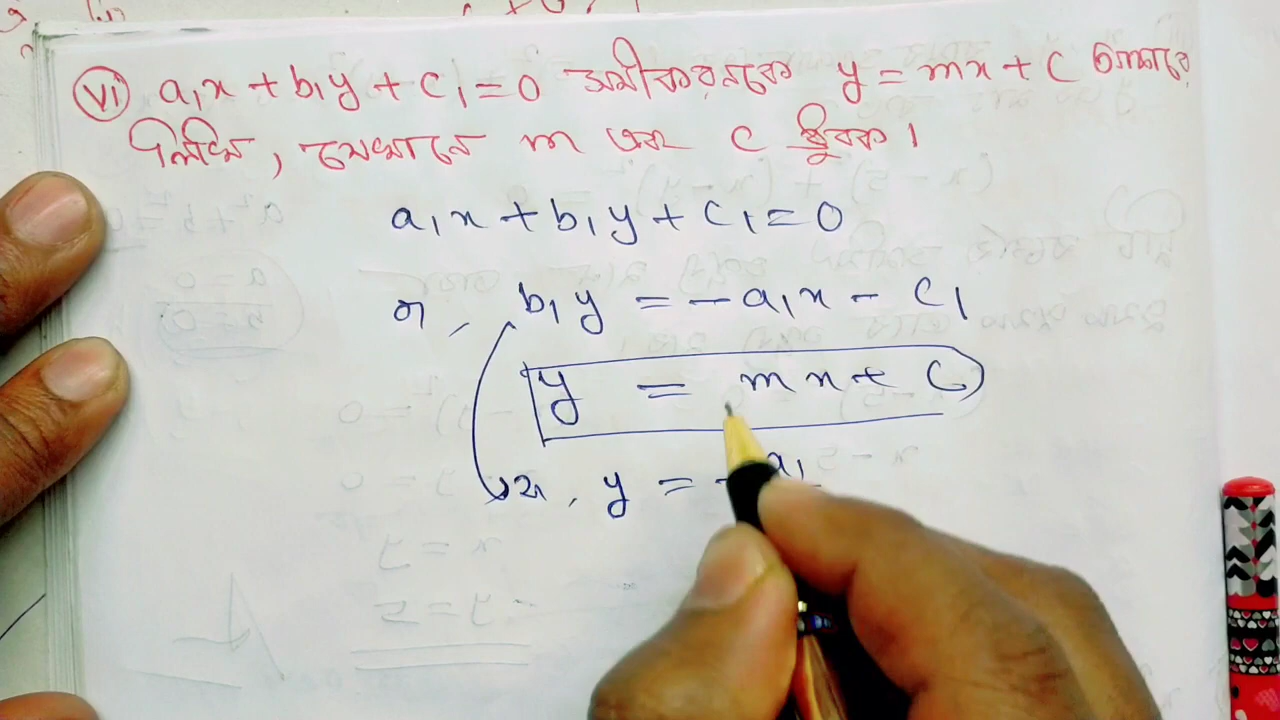 (vi) a₁x + b₁y + c₁ = 0 সমীকরনকে y = mx + c আকারে
লিখি, যেখানে m এবং c ধ্রুবক।
a₁x + b₁y + c₁ = 0
বা, b₁y = -a₁x - c₁
y = mx + c
বা, y = - a₁